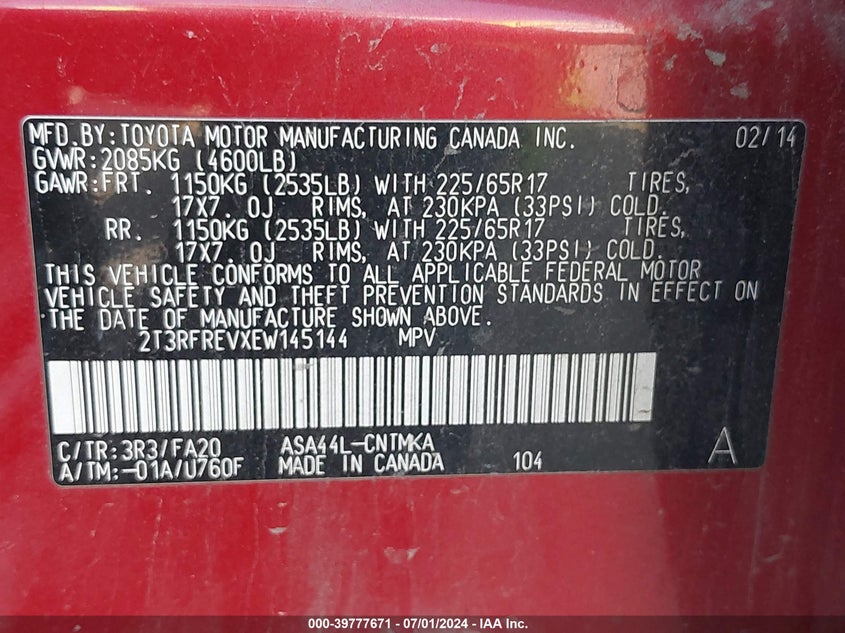 MFD.BY:TOYOTA MOTOR MANUFACTURING CANADA INC. 02/14
GVWR:2085KG (4600LB)
GAWR:FRT. 1150KG (2535LB) WITH 225/65R17 TIRES,
17X7.0J RIMS, AT 230KPA (33PSI) COLD.
RR. 1150KG (2535LB) WITH 225/65R17 TIRES,
17X7.0J RIMS, AT 230KPA (33PSI) COLD.
THIS VEHICLE CONFORMS TO ALL APPLICABLE FEDERAL MOTOR
VEHICLE SAFETY AND THEFT PREVENTION STANDARDS IN EFFECT ON
THE DATE OF MANUFACTURE SHOWN ABOVE.
2T3RFREVXEW145144 MPV
C/TR:3R3/FA20 ASA44L-CNTMKA
A/TM:-01A/U760F MADE IN CANADA 104 A
000-39777671 - 07/01/2024 - IAA Inc.